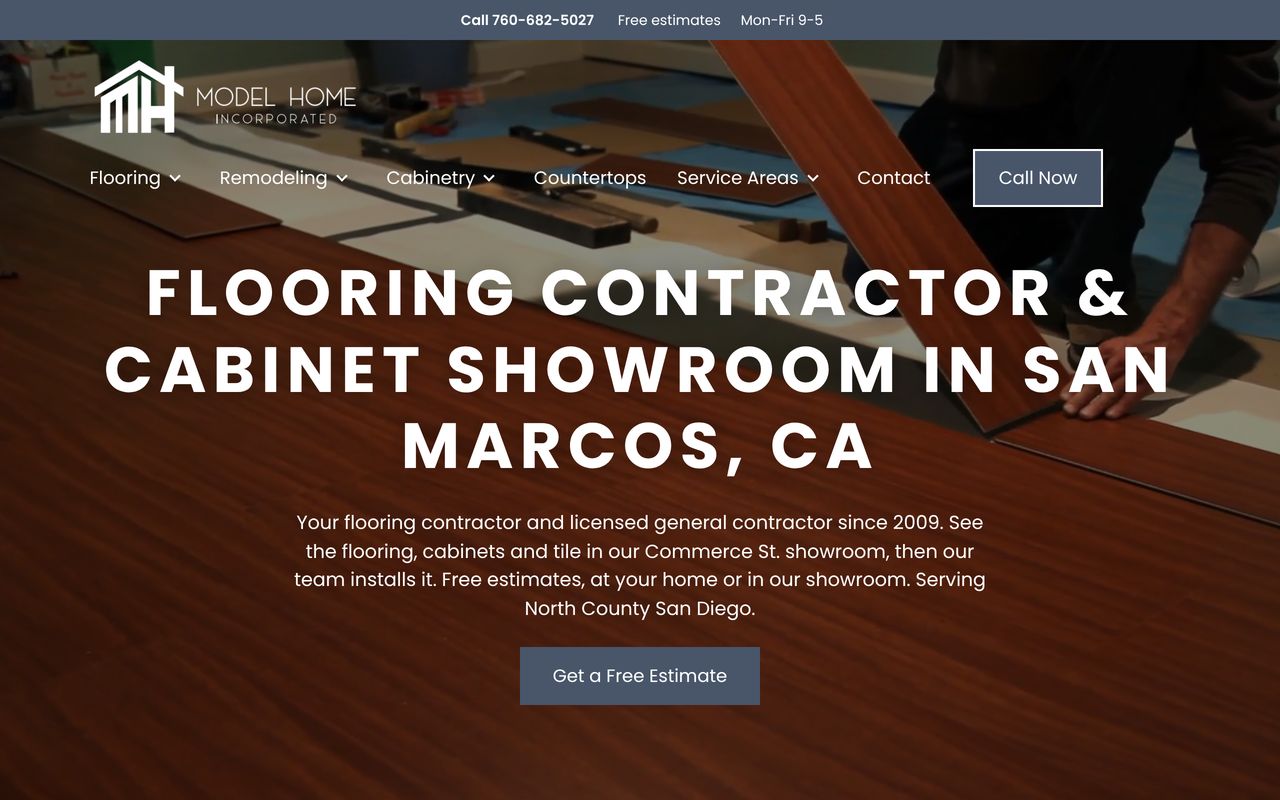 Call 760-682-5027 Free estimates Mon-Fri 9-5
MH MODEL HOME
INCORPORATED
Flooring Remodeling Cabinetry Countertops Service Areas Contact Call Now
FLOORING CONTRACTOR &
CABINET SHOWROOM IN SAN
MARCOS, CA
Your flooring contractor and licensed general contractor since 2009. See
the flooring, cabinets and tile in our Commerce St. showroom, then our
team installs it. Free estimates, at your home or in our showroom. Serving
North County San Diego.
Get a Free Estimate